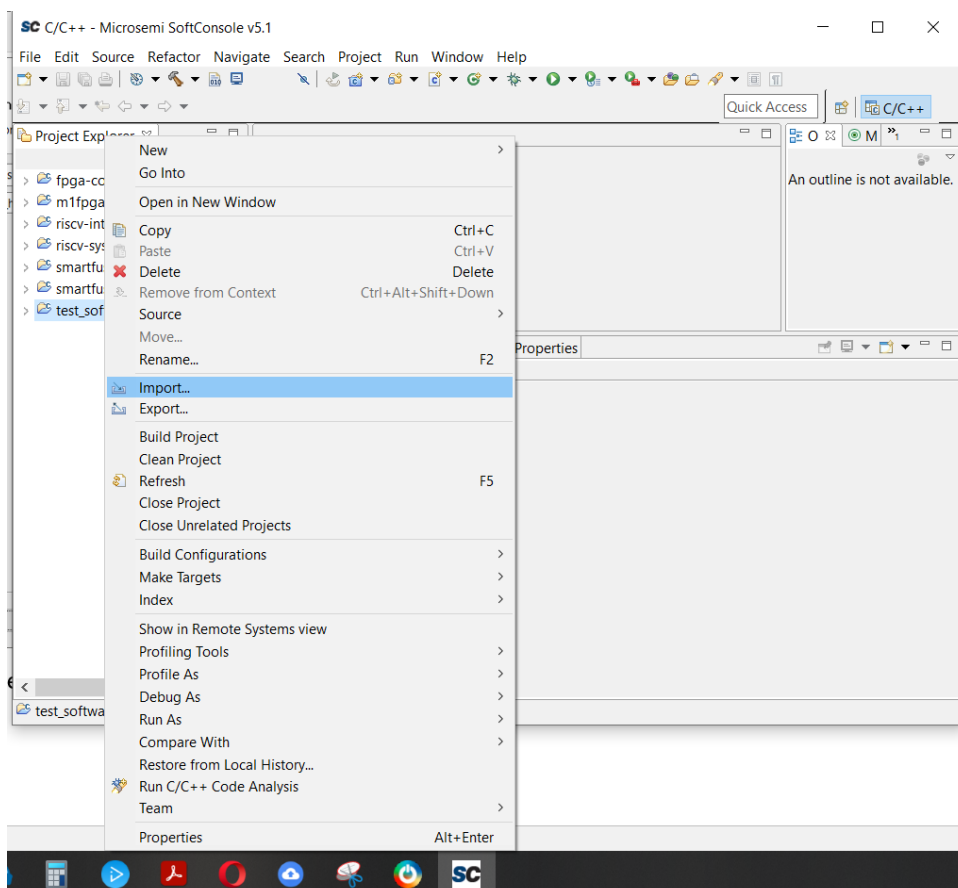 SC C/C++ - Microsemi SoftConsole v5.1
File Edit Source Refactor Navigate Search Project Run Window Help
Quick Access
C/C++
Project Explorer
O
M
»1
An outline is not available.
fpga-co
m1fpga
riscv-int
riscv-sys
smartfu
smartfu
test_sof
New
Go Into
Open in New Window
Copy Ctrl+C
Paste Ctrl+V
Delete Delete
Remove from Context Ctrl+Alt+Shift+Down
Source
Move...
Rename... F2
Import...
Export...
Build Project
Clean Project
Refresh F5
Close Project
Close Unrelated Projects
Build Configurations
Make Targets
Index
Show in Remote Systems view
Profiling Tools
Profile As
Debug As
Run As
Compare With
Restore from Local History...
Run C/C++ Code Analysis
Team
Properties Alt+Enter
Properties
test_softwa
SC